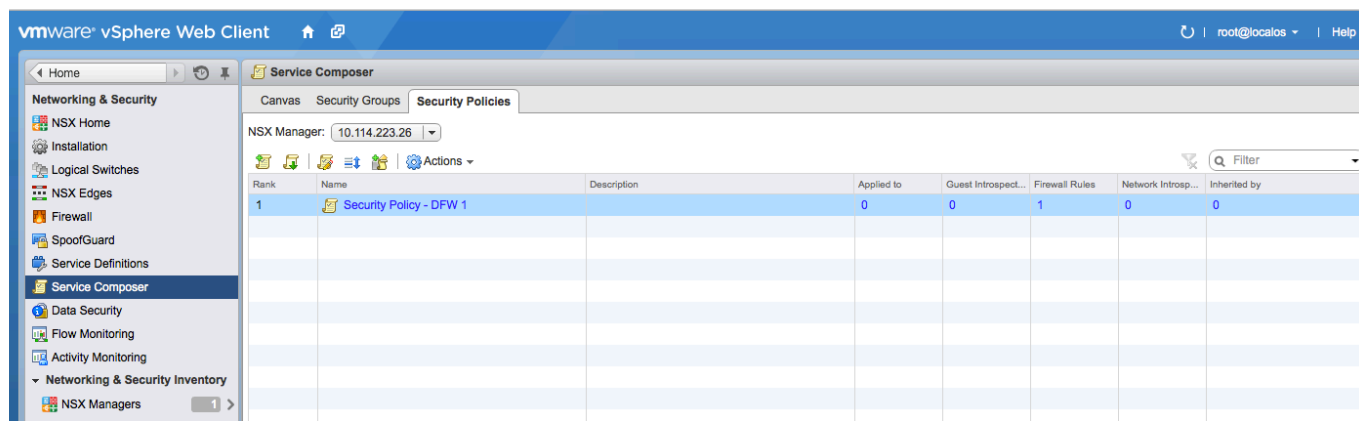 vmware® vSphere Web Client
root@localos
Help
Home
Service Composer
Networking & Security
NSX Home
Installation
Logical Switches
NSX Edges
Firewall
SpoofGuard
Service Definitions
Service Composer
Data Security
Flow Monitoring
Activity Monitoring
Networking & Security Inventory
NSX Managers 1
Canvas Security Groups Security Policies
NSX Manager: 10.114.223.26
Actions
Filter
Rank Name Description Applied to Guest Introspect... Firewall Rules Network Introsp... Inherited by
1 Security Policy - DFW 1 0 0 1 0 0